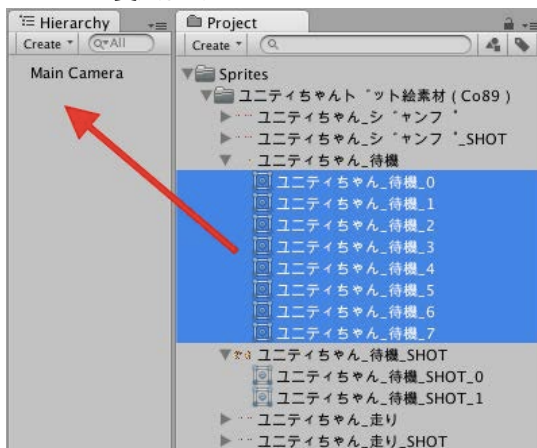 Hierarchy
Create
All
Main Camera
Project
Create
Sprites
ユニティちゃんドット絵素材 ( Co89 )
ユニティちゃん_ジャンプ
ユニティちゃん_ジャンプ_SHOT
ユニティちゃん_待機
ユニティちゃん_待機_0
ユニティちゃん_待機_1
ユニティちゃん_待機_2
ユニティちゃん_待機_3
ユニティちゃん_待機_4
ユニティちゃん_待機_5
ユニティちゃん_待機_6
ユニティちゃん_待機_7
ユニティちゃん_待機_SHOT
ユニティちゃん_待機_SHOT_0
ユニティちゃん_待機_SHOT_1
ユニティちゃん_走り
ユニティちゃん_走り_SHOT